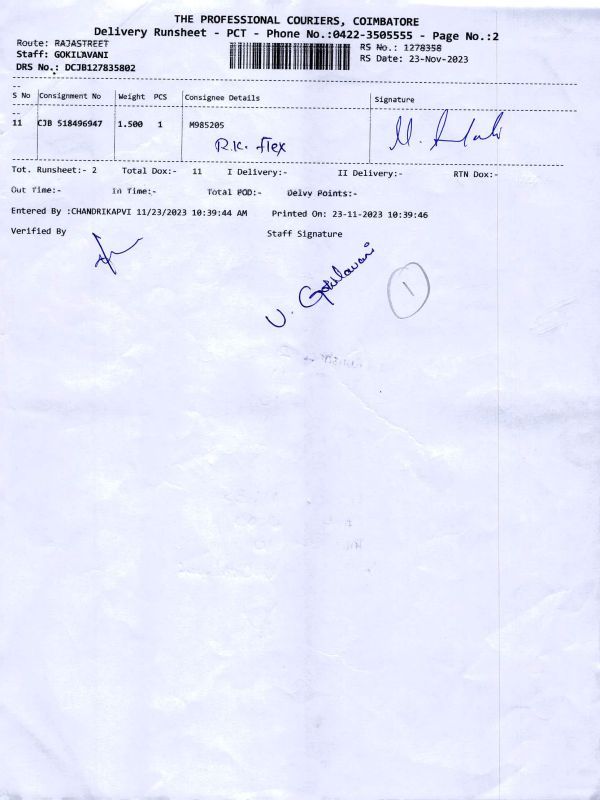 THE PROFESSIONAL COURIERS, COIMBATORE
Delivery Runsheet - PCT - Phone No.:0422-3505555 - Page No.:2
Route: RAJASTREET RS No.: 1278358
Staff: GOKILAVANI RS Date: 23-Nov-2023
DRS No.: DCJB127835802
S No Consignment No Weight PCS Consignee Details Signature
11 CJB 518496947 1.500 1 M985205
R.K. flex
Tot. Runsheet:- 2 Total Dox:- 11 I Delivery:- II Delivery:- RTN Dox:-
Out Time:- In Time:- Total POD:- Delvy Points:-
Entered By :CHANDRIKAPVI 11/23/2023 10:39:44 AM Printed On: 23-11-2023 10:39:46
Verified By Staff Signature
U. Gokilavani
1